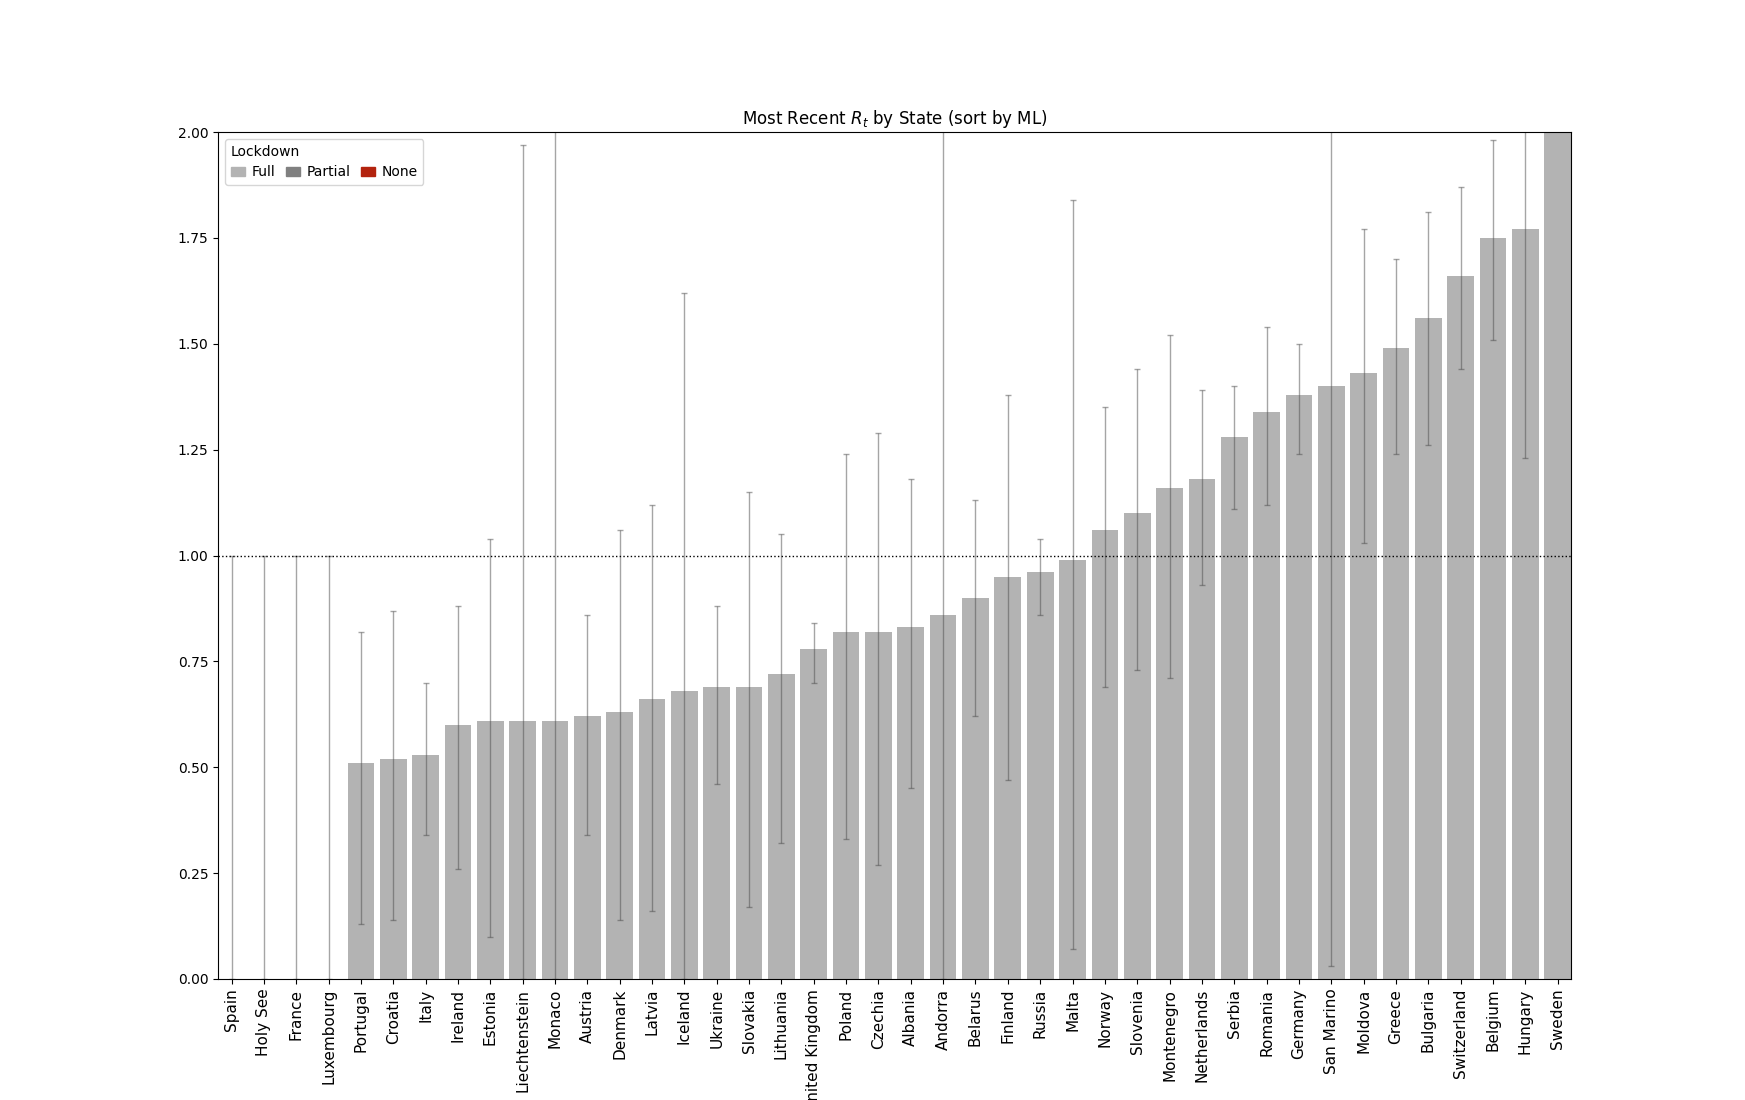 Most Recent Rt by State (sort by ML)
Lockdown
Full Partial None
2.00
1.75
1.50
1.25
1.00
0.75
0.50
0.25
0.00
Spain
Holy See
France
Luxembourg
Portugal
Croatia
Italy
Ireland
Estonia
Liechtenstein
Monaco
Austria
Denmark
Latvia
Iceland
Ukraine
Slovakia
Lithuania
nited Kingdom
Poland
Czechia
Albania
Andorra
Belarus
Finland
Russia
Malta
Norway
Slovenia
Montenegro
Netherlands
Serbia
Romania
Germany
San Marino
Moldova
Greece
Bulgaria
Switzerland
Belgium
Hungary
Sweden